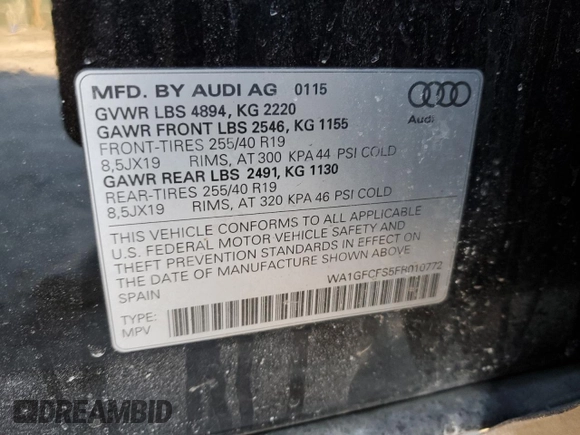 MFD. BY AUDI AG 0115
GVWR LBS 4894, KG 2220
GAWR FRONT LBS 2546, KG 1155
FRONT-TIRES 255/40 R19
8,5JX19 RIMS, AT 300 KPA 44 PSI COLD
GAWR REAR LBS 2491, KG 1130
REAR-TIRES 255/40 R19
8,5JX19 RIMS, AT 320 KPA 46 PSI COLD
Audi
THIS VEHICLE CONFORMS TO ALL APPLICABLE
U.S. FEDERAL MOTOR VEHICLE SAFETY AND
THEFT PREVENTION STANDARDS IN EFFECT ON
THE DATE OF MANUFACTURE SHOWN ABOVE
SPAIN
WA1GFCFS5FR010772
TYPE:
MPV
DREAMBID